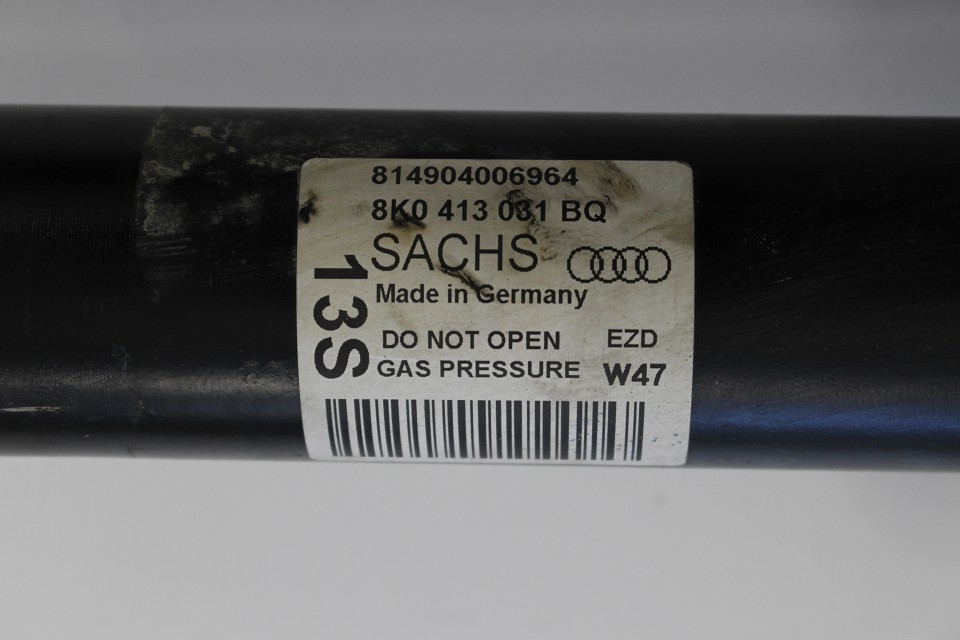 814904006964
8K0 413 031 BQ
SACHS
Made in Germany
13S
DO NOT OPEN EZD
GAS PRESSURE W47